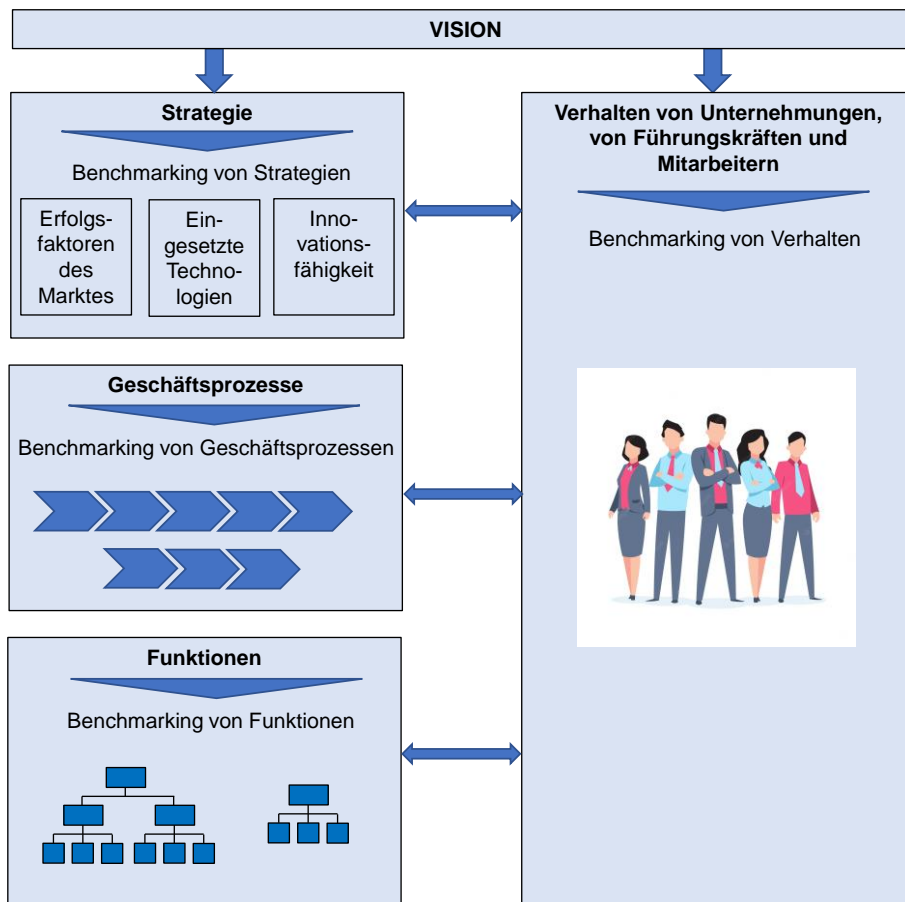 VISION
Strategie
Benchmarking von Strategien
Erfolgs-
faktoren
des
Marktes
Ein-
gesetzte
Techno-
logien
Inno-
vations-
fähigkeit
Verhalten von Unternehmungen,
von Führungskräften und
Mitarbeitern
Benchmarking von Verhalten
Geschäftsprozesse
Benchmarking von Geschäftsprozessen
Funktionen
Benchmarking von Funktionen